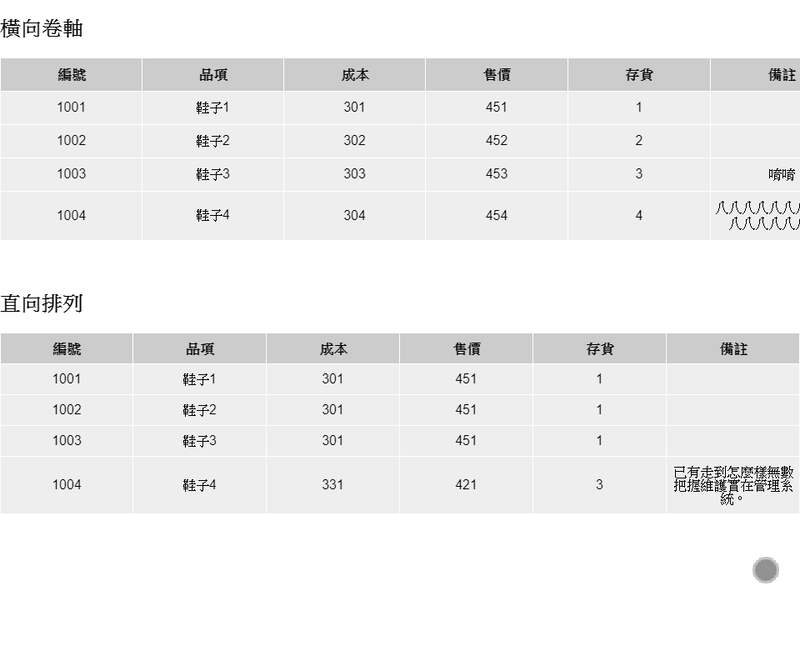 橫向卷軸
編號 品項 成本 售價 存貨 備註
1001 鞋子1 301 451 1
1002 鞋子2 302 452 2
1003 鞋子3 303 453 3 唷唷
1004 鞋子4 304 454 4
直向排列
編號 品項 成本 售價 存貨 備註
1001 鞋子1 301 451 1
1002 鞋子2 301 451 1
1003 鞋子3 301 451 1
1004 鞋子4 331 421 3 已有走到怎麼樣無數
把握維護實在管理系
統。